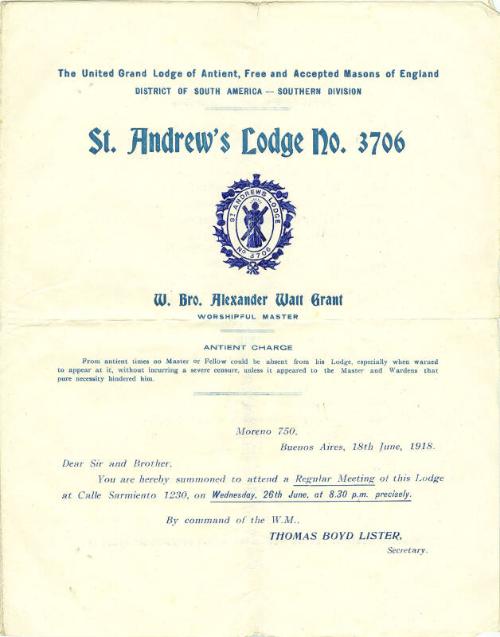 The United Grand Lodge of Antient, Free and Accepted Masons of England
DISTRICT OF SOUTH AMERICA — SOUTHERN DIVISION
St. Andrew's Lodge No. 3706
ST ANDREWS LODGE
No 3706
W. Bro. Alexander Watt Grant
WORSHIPFUL MASTER
ANTIENT CHARGE
From antient times no Master or Fellow could be absent from his Lodge, especially when warned
to appear at it, without incurring a severe censure, unless it appeared to the Master and Wardens that
pure necessity hindered him.
Moreno 750,
Buenos Aires, 18th June, 1918.
Dear Sir and Brother,
You are hereby summoned to attend a Regular Meeting of this Lodge
at Calle Sarmiento 1230, on Wednesday, 26th June, at 8.30 p.m. precisely.
By command of the W.M.,
THOMAS BOYD LISTER,
Secretary.